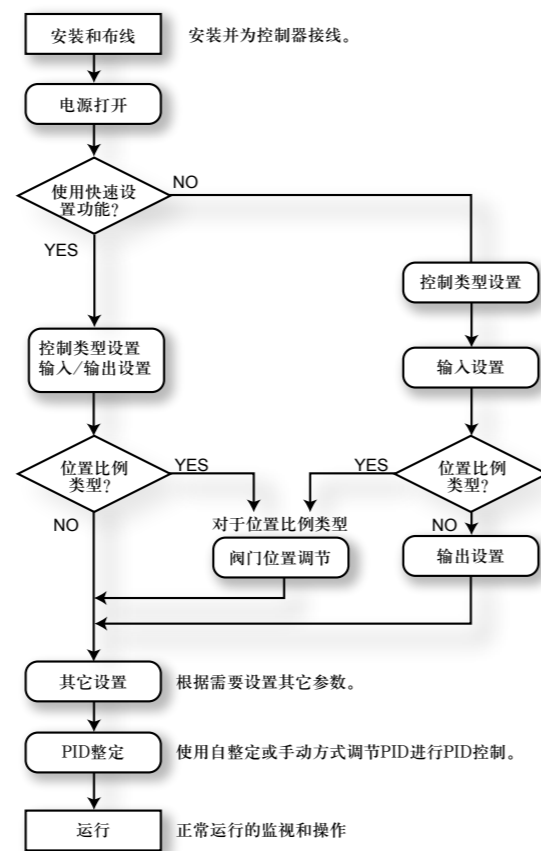 安装和布线
安装并为控制器接线。
电源打开
使用快速设
置功能?
NO
YES
控制类型设置
控制类型设置
输入/输出设置
输入设置
位置比例
类型?
YES
YES
位置比例
类型?
NO
对于位置比例类型
NO
阀门位置调节
输出设置
其它设置
根据需要设置其它参数。
PID整定
使用自整定或手动方式调节PID进行PID控制。
运行
正常运行的监视和操作